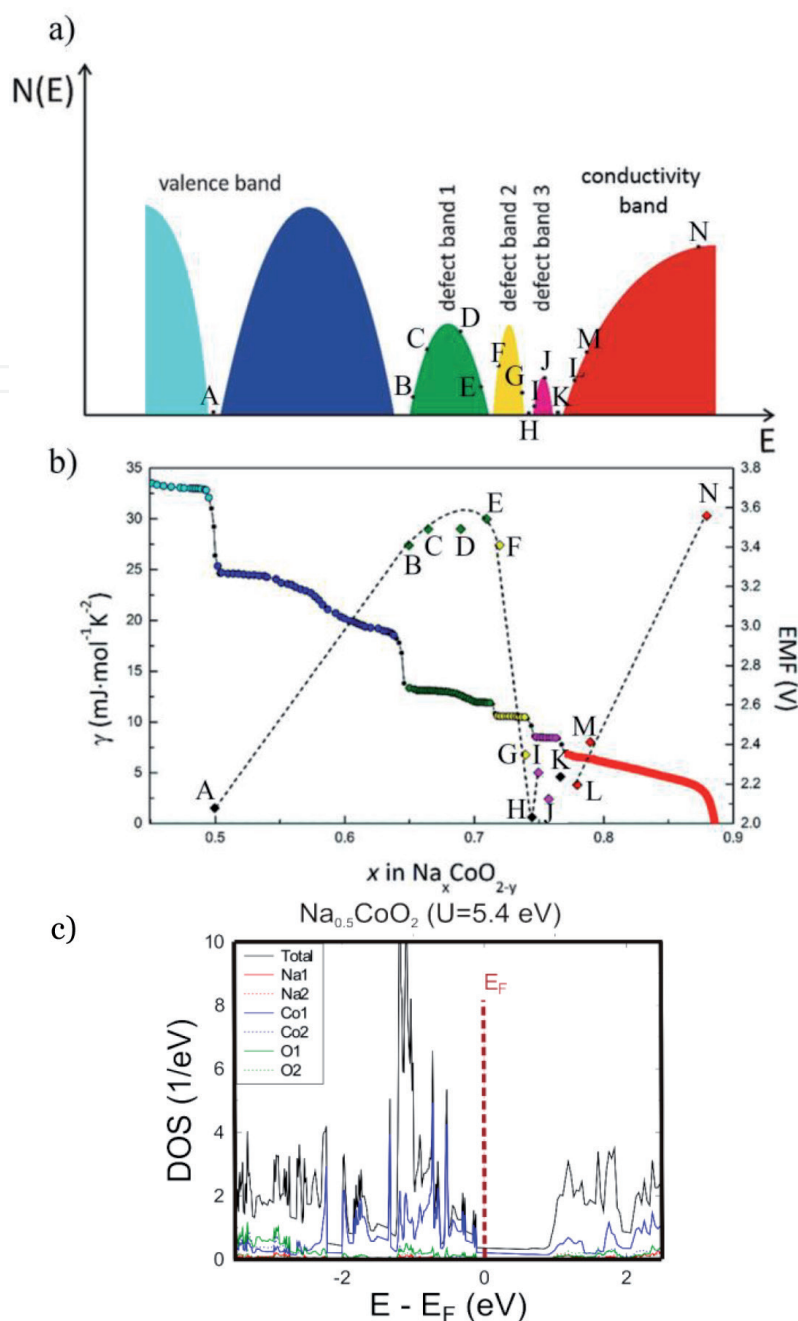 a)
N(E)
valence band
defect band 1
defect band 2
defect band 3
conductivity
band
A
B
C
D
E
F
G
H
I
J
K
L
M
N
E
b)
γ (mJ·mol⁻¹K⁻²)
35
30
25
20
15
10
5
0
A
B
C
D
E
F
G
H
I
J
K
L
M
N
3.8
3.6
3.4
3.2
3.0
2.8
2.6
2.4
2.2
2.0
EMF (V)
0.5
0.6
0.7
0.8
0.9
x in NaₓCoO₂₋ᵧ
c)
Na₀.₅CoO₂ (U=5.4 eV)
DOS (1/eV)
10
8
6
4
2
0
Total
Na1
Na2
Co1
Co2
O1
O2
E_F
-2
0
2
E - E_F (eV)